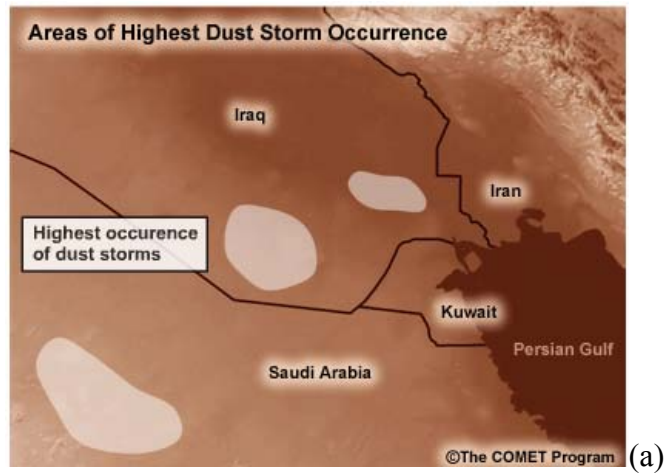 Areas of Highest Dust Storm Occurrence
Iraq
Iran
Highest occurence
of dust storms
Kuwait
Persian Gulf
Saudi Arabia
©The COMET Program
(a)